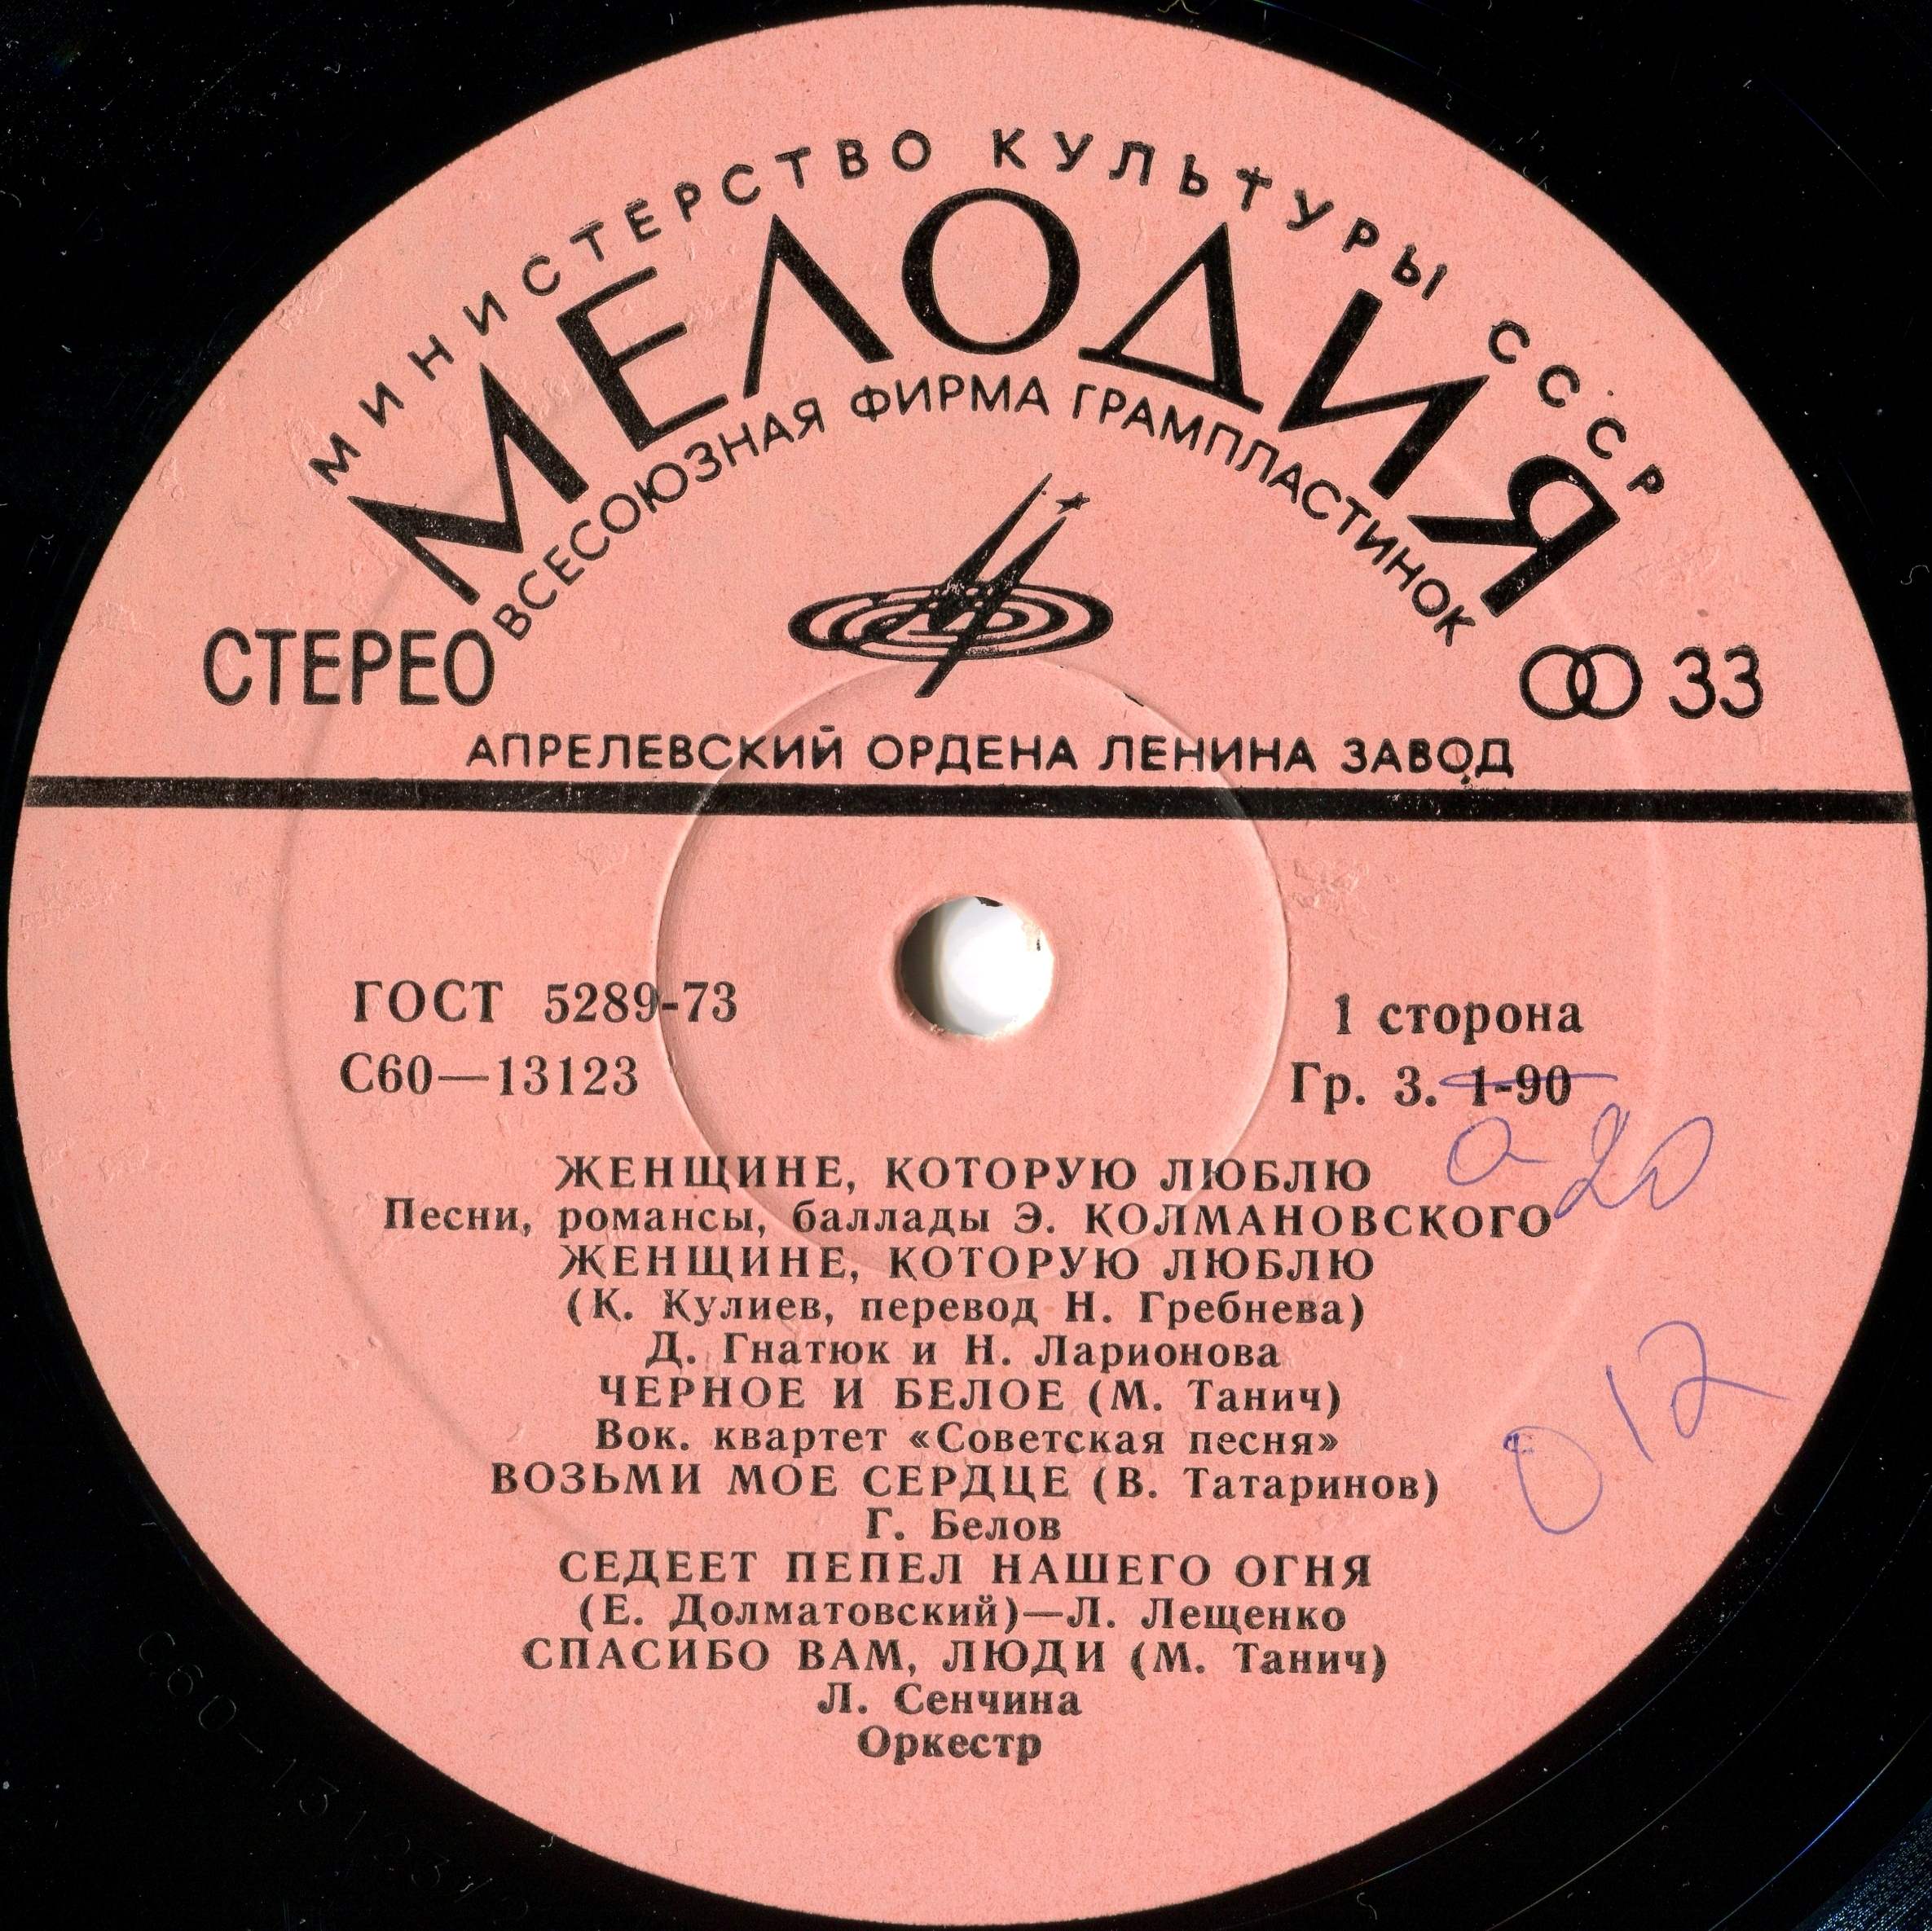 МИНИСТЕРСТВО КУЛЬТУРЫ СССР
МЕЛОДИЯ
ВСЕСОЮЗНАЯ ФИРМА ГРАМПЛАСТИНОК
СТЕРЕО
33
АПРЕЛЕВСКИЙ ОРДЕНА ЛЕНИНА ЗАВОД
ГОСТ 5289-73
1 сторона
С60—13123
Гр. 3. 1-90
0-20
ЖЕНЩИНЕ, КОТОРУЮ ЛЮБЛЮ
Песни, романсы, баллады Э. КОЛМАНОВСКОГО
ЖЕНЩИНЕ, КОТОРУЮ ЛЮБЛЮ
(К. Кулиев, перевод Н. Гребнева)
Д. Гнатюк и Н. Ларионова
ЧЕРНОЕ И БЕЛОЕ (М. Танич)
Вок. квартет «Советская песня»
012
ВОЗЬМИ МОЕ СЕРДЦЕ (В. Татаринов)
Г. Белов
СЕДЕЕТ ПЕПЕЛ НАШЕГО ОГНЯ
(Е. Долматовский)—Л. Лещенко
СПАСИБО ВАМ, ЛЮДИ (М. Танич)
Л. Сенчина
Оркестр